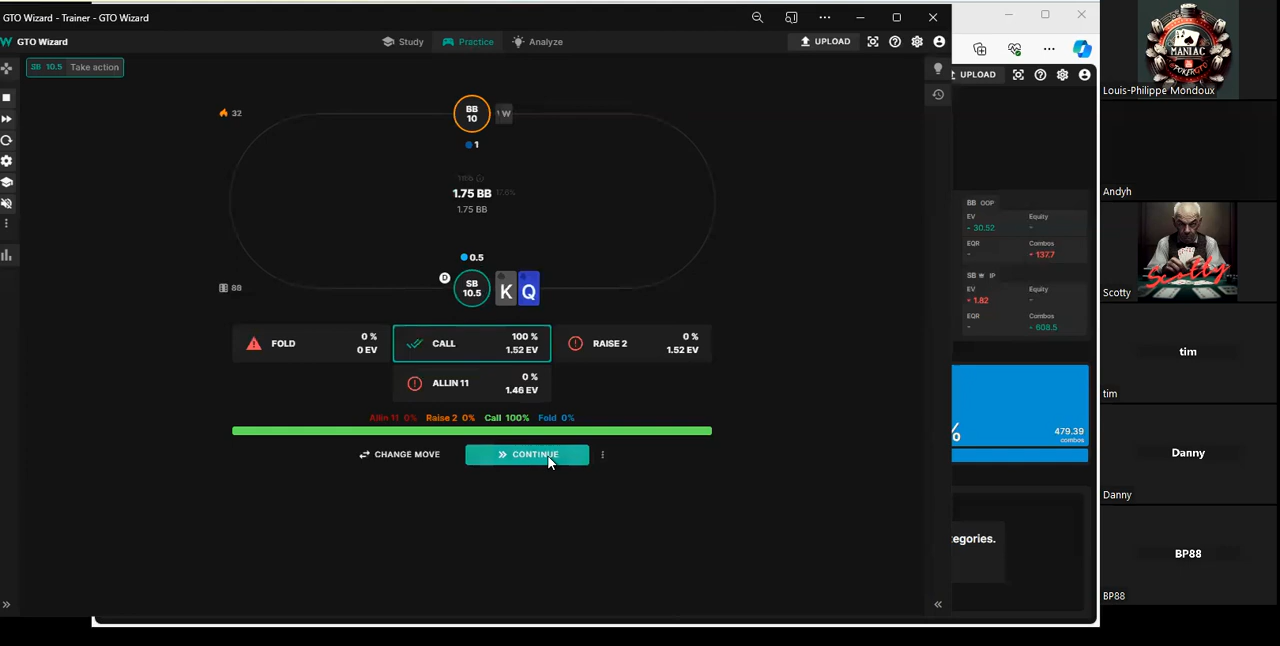 GTO Wizard - Trainer - GTO Wizard
GTO Wizard
Study
Practice
Analyze
UPLOAD
UPLOAD
SB 10.5 Take action
32
BB
10
W
1
1.75 BB
17.6%
1.75 BB
0.5
D
SB
10.5
K
Q
88
FOLD
0 %
0 EV
CALL
100 %
1.52 EV
RAISE 2
0 %
1.52 EV
ALLIN 11
0 %
1.46 EV
Allin 11 0% Raise 2 0% Call 100% Fold 0%
CHANGE MOVE
CONTINUE
BB OOP
EV
Equity
30.52
-
EQR
Combos
-
137.7
SB IP
EV
Equity
1.82
-
EQR
Combos
-
608.5
%
479.39
combos
egories.
MANIAC
POKERGTO
Louis-Philippe Mondoux
Andyh
Scotty
Scotty
tim
tim
Danny
Danny
BP88
BP88